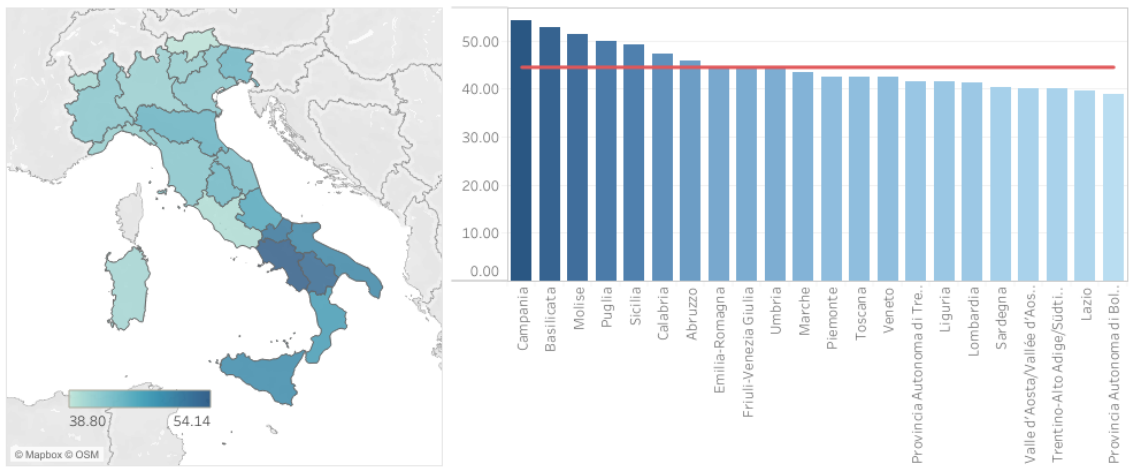 38.80
54.14
© Mapbox © OSM
50.00
40.00
30.00
20.00
10.00
0.00
Campania
Basilicata
Molise
Puglia
Sicilia
Calabria
Abruzzo
Emilia-Romagna
Friuli-Venezia Giulia
Umbria
Marche
Piemonte
Toscana
Veneto
Provincia Autonoma di Tre..
Liguria
Lombardia
Sardegna
Valle d'Aosta/Vallée d'Aos..
Trentino-Alto Adige/Südti..
Lazio
Provincia Autonoma di Bol..